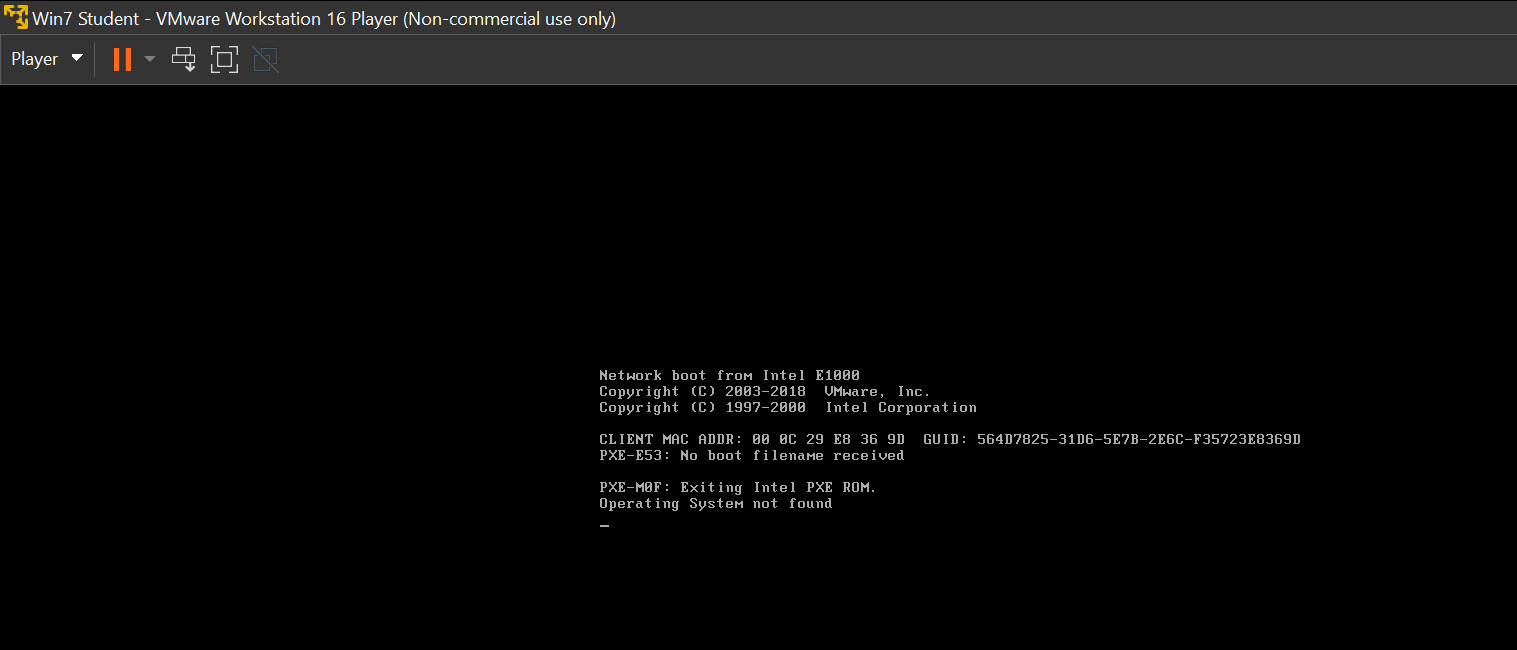 Win7 Student - VMware Workstation 16 Player (Non-commercial use only)
Player
Network boot from Intel E1000
Copyright (C) 2003-2018  VMware, Inc.
Copyright (C) 1997-2000  Intel Corporation
CLIENT MAC ADDR: 00 0C 29 E8 36 9D  GUID: 564D7825-31D6-5E7B-2E6C-F35723E8369D
PXE-E53: No boot filename received
PXE-M0F: Exiting Intel PXE ROM.
Operating System not found